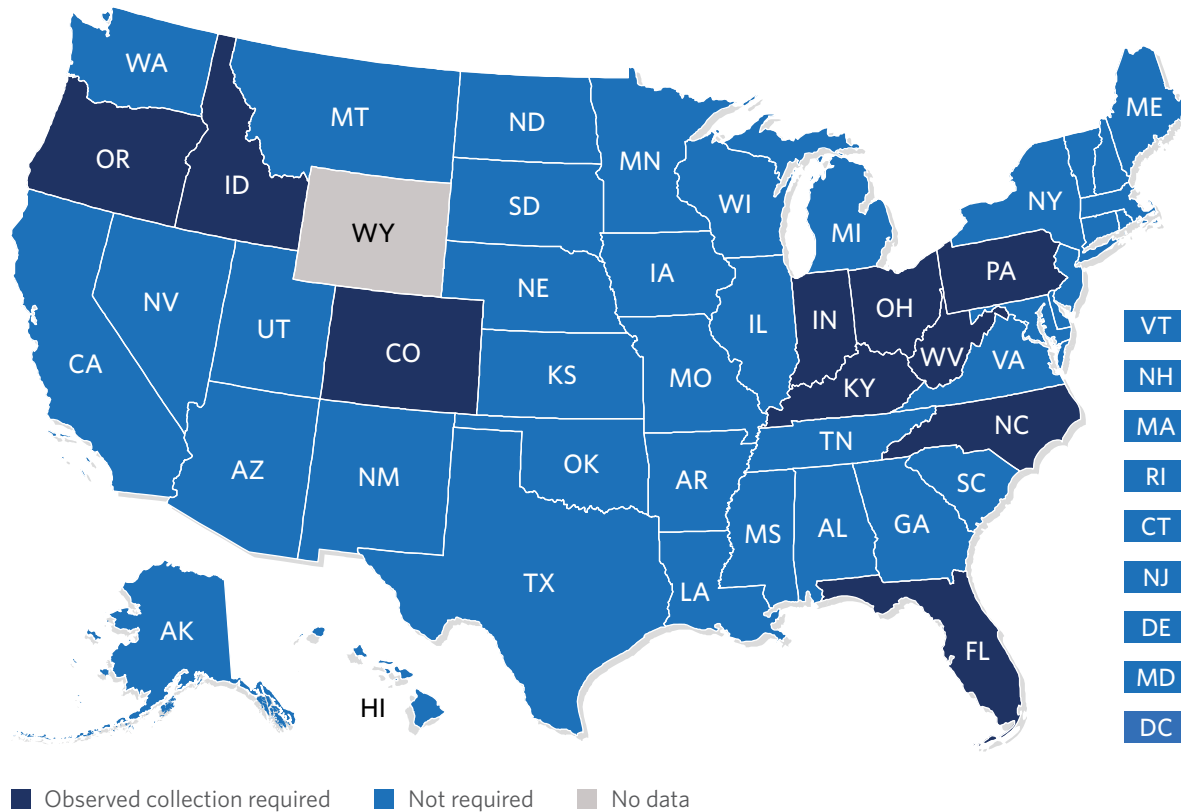 WA
MT
ND
MN
ME
OR
ID
SD
WI
NY
WY
MI
NV
NE
IA
PA
UT
IL
IN
OH
CA
CO
KS
MO
KY
WV
VA
AZ
NM
OK
AR
TN
NC
SC
TX
MS
AL
GA
LA
AK
HI
FL
VT
NH
MA
RI
CT
NJ
DE
MD
DC
Observed collection required Not required No data